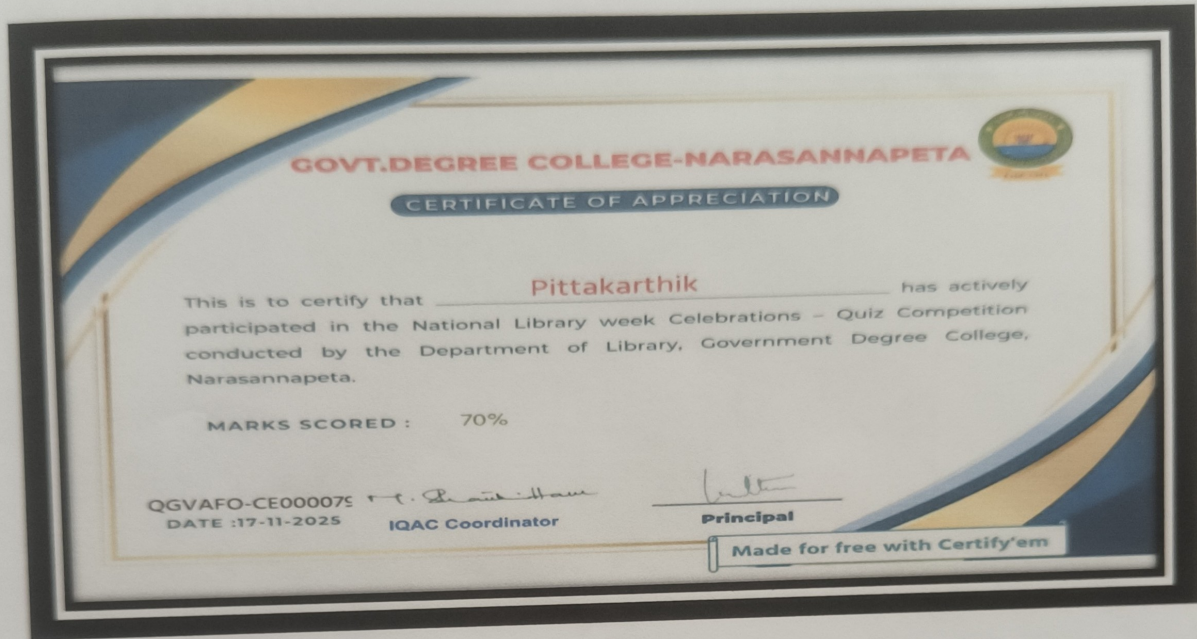 GOVT.DEGREE COLLEGE-NARASANNAPETA
CERTIFICATE OF APPRECIATION
This is to certify that Pittakarthik has actively
participated in the National Library week Celebrations – Quiz Competition
conducted by the Department of Library, Government Degree College,
Narasannapeta.
MARKS SCORED : 70%
QGVAFO-CE000079
DATE :17-11-2025 IQAC Coordinator Principal
Made for free with Certify'em